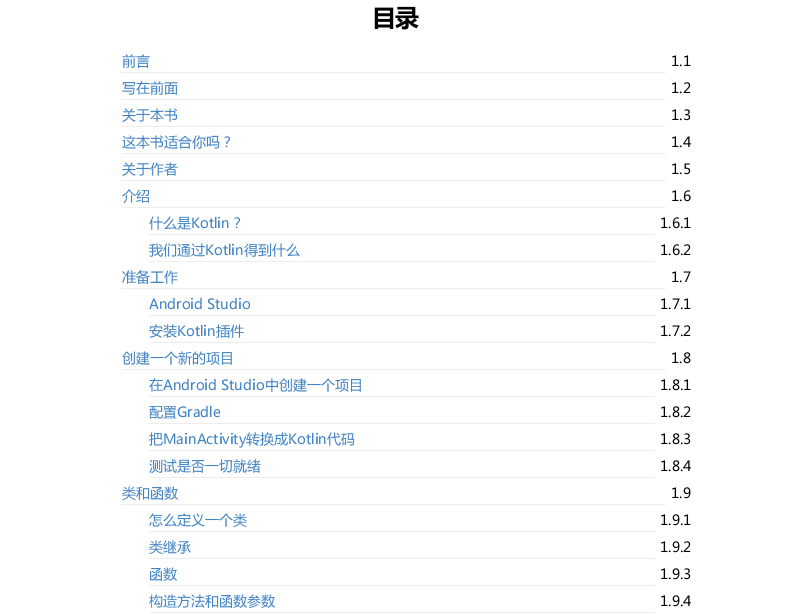 目录
前言 1.1
写在前面 1.2
关于本书 1.3
这本书适合你吗？ 1.4
关于作者 1.5
介绍 1.6
什么是Kotlin？ 1.6.1
我们通过Kotlin得到什么 1.6.2
准备工作 1.7
Android Studio 1.7.1
安装Kotlin插件 1.7.2
创建一个新的项目 1.8
在Android Studio中创建一个项目 1.8.1
配置Gradle 1.8.2
把MainActivity转换成Kotlin代码 1.8.3
测试是否一切就绪 1.8.4
类和函数 1.9
怎么定义一个类 1.9.1
类继承 1.9.2
函数 1.9.3
构造方法和函数参数 1.9.4